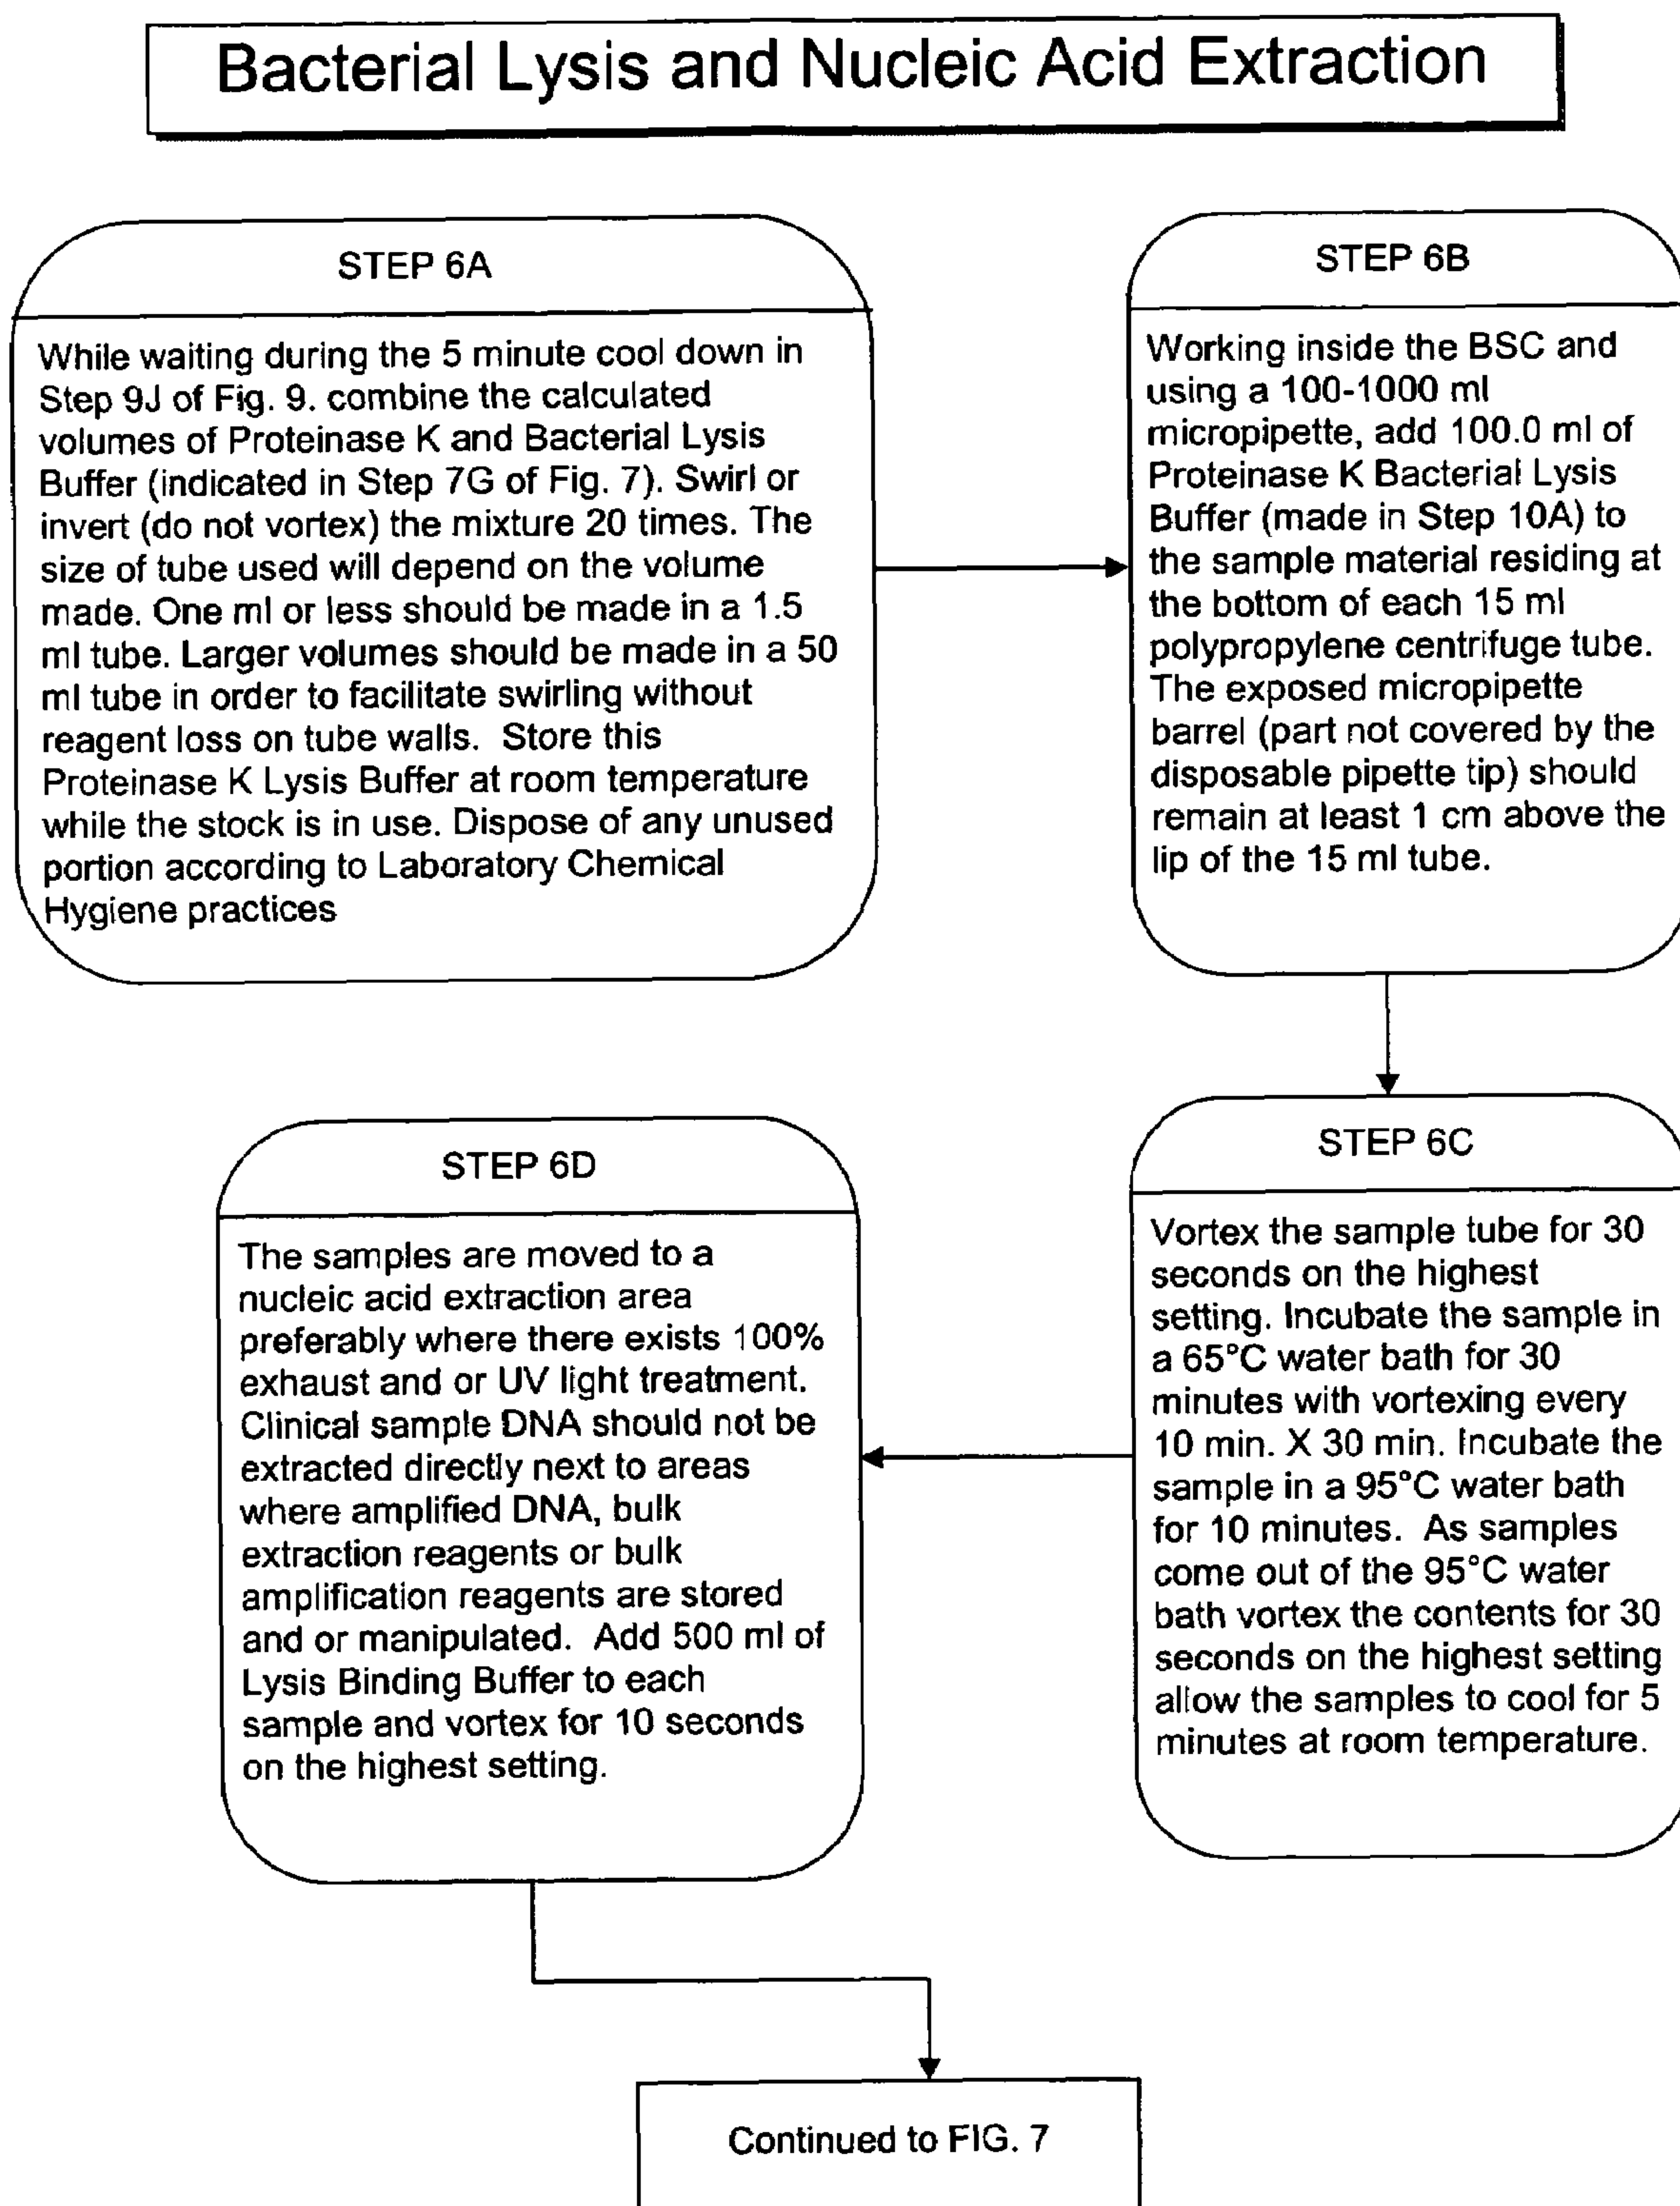 Bacterial Lysis and Nucleic Acid Extraction
STEP 6A
While waiting during the 5 minute cool down in
Step 9J of Fig. 9. combine the calculated
volumes of Proteinase K and Bacterial Lysis
Buffer (indicated in Step 7G of Fig. 7). Swirl or
invert (do not vortex) the mixture 20 times. The
size of tube used will depend on the volume
made. One ml or less should be made in a 1.5
ml tube. Larger volumes should be made in a 50
ml tube in order to facilitate swirling without
reagent loss on tube walls. Store this
Proteinase K Lysis Buffer at room temperature
while the stock is in use. Dispose of any unused
portion according to Laboratory Chemical
Hygiene practices
STEP 6B
Working inside the BSC and
using a 100-1000 ml
micropipette, add 100.0 ml of
Proteinase K Bacterial Lysis
Buffer (made in Step 10A) to
the sample material residing at
the bottom of each 15 ml
polypropylene centrifuge tube.
The exposed micropipette
barrel (part not covered by the
disposable pipette tip) should
remain at least 1 cm above the
lip of the 15 ml tube.
STEP 6C
Vortex the sample tube for 30
seconds on the highest
setting. Incubate the sample in
a 65°C water bath for 30
minutes with vortexing every
10 min. X 30 min. Incubate the
sample in a 95°C water bath
for 10 minutes. As samples
come out of the 95°C water
bath vortex the contents for 30
seconds on the highest setting
allow the samples to cool for 5
minutes at room temperature.
STEP 6D
The samples are moved to a
nucleic acid extraction area
preferably where there exists 100%
exhaust and or UV light treatment.
Clinical sample DNA should not be
extracted directly next to areas
where amplified DNA, bulk
extraction reagents or bulk
amplification reagents are stored
and or manipulated. Add 500 ml of
Lysis Binding Buffer to each
sample and vortex for 10 seconds
on the highest setting.
Continued to FIG. 7